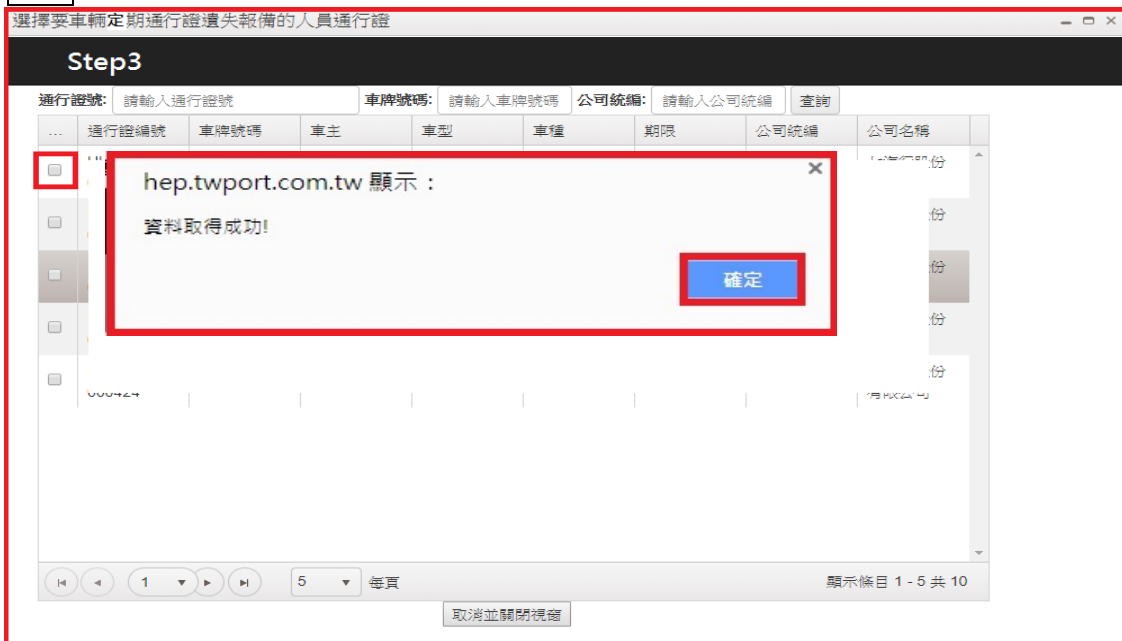 選擇要車輛定期通行證遺失報備的人員通行證
Step3
通行證號: 請輸入通行證號 車牌號碼: 請輸入車牌號碼 公司統編: 請輸入公司統編 查詢
... 通行證編號 車牌號碼 車主 車型 車種 期限 公司統編 公司名稱
份
hep.twport.com.tw 顯示：
資料取得成功!
份
確定
份
份
份
有限公司
1 5 每頁 顯示條目 1 - 5 共 10
取消並關閉視窗